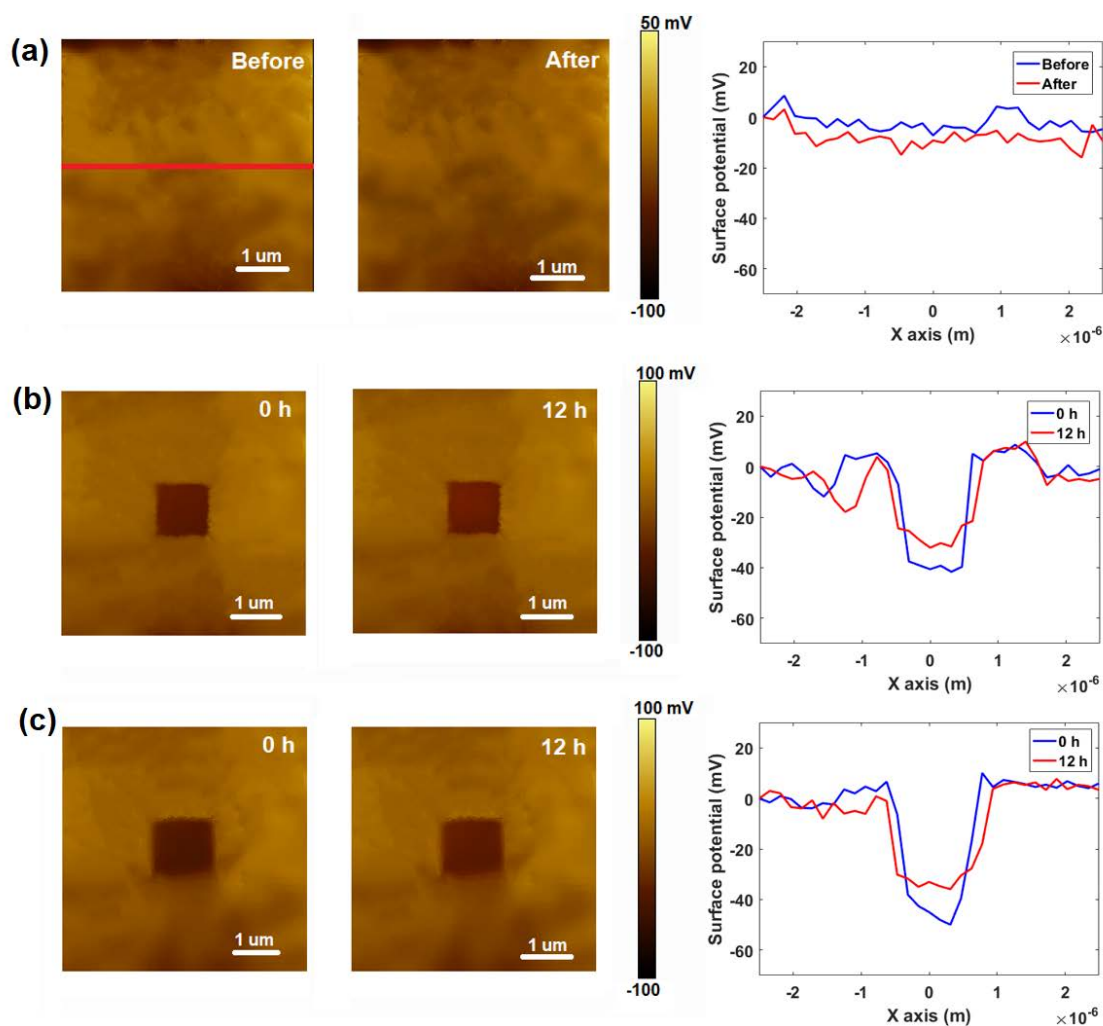 (a)
Before
1 um
After
1 um
50 mV
-100
Surface potential (mV)
20
0
-20
-40
-60
Before
After
-2
-1
0
1
2
X axis (m)
×10⁻⁶
(b)
0 h
1 um
12 h
1 um
100 mV
-100
Surface potential (mV)
20
0
-20
-40
-60
0 h
12 h
-2
-1
0
1
2
X axis (m)
×10⁻⁶
(c)
0 h
1 um
12 h
1 um
100 mV
-100
Surface potential (mV)
20
0
-20
-40
-60
0 h
12 h
-2
-1
0
1
2
X axis (m)
×10⁻⁶